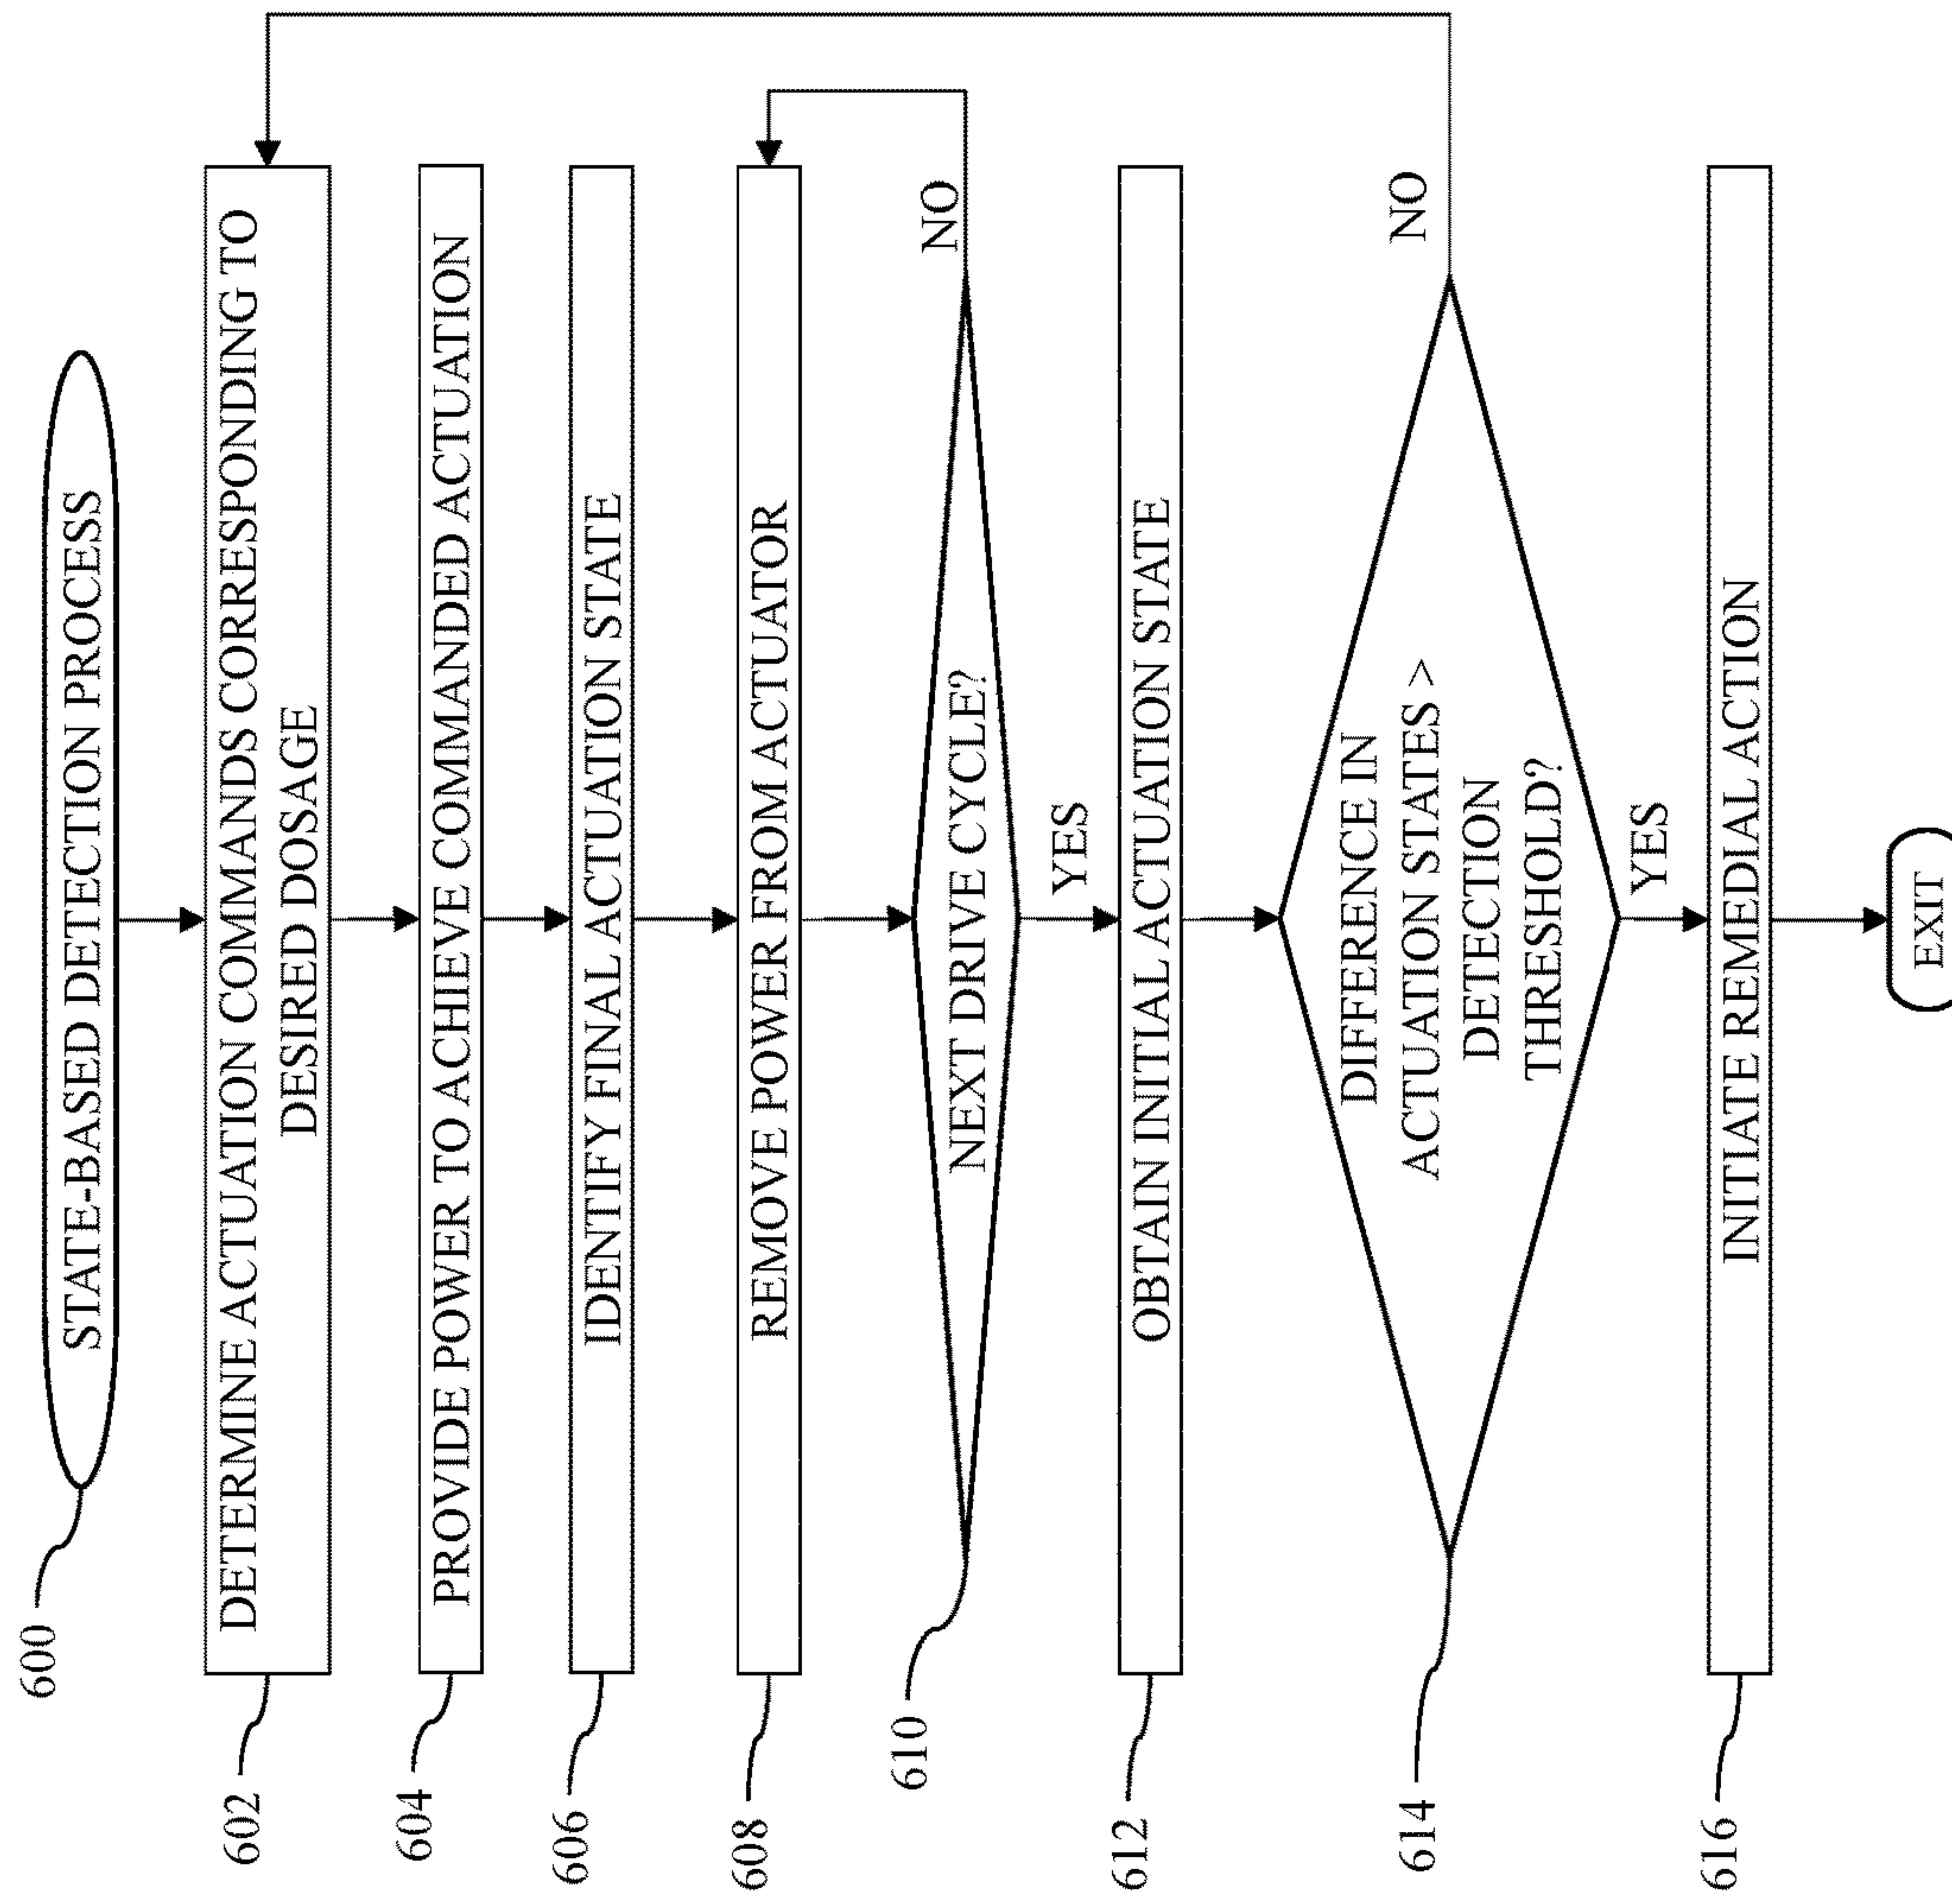 600
STATE-BASED DETECTION PROCESS
602
DETERMINE ACTUATION COMMANDS CORRESPONDING TO
DESIRED DOSAGE
604
PROVIDE POWER TO ACHIEVE COMMANDED ACTUATION
606
IDENTIFY FINAL ACTUATION STATE
608
REMOVE POWER FROM ACTUATOR
610
NEXT DRIVE CYCLE?
NO
YES
612
OBTAIN INITIAL ACTUATION STATE
614
DIFFERENCE IN
ACTUATION STATES >
DETECTION
THRESHOLD?
NO
YES
616
INITIATE REMEDIAL ACTION
EXIT